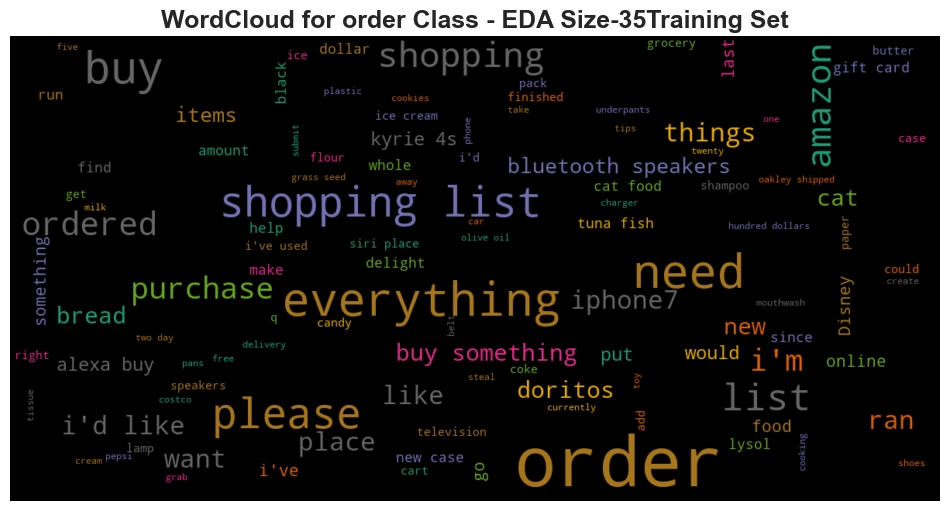 WordCloud for order Class - EDA Size-35Training Set
five
buy
ice
dollar
shopping
grocery
last
amazon
butter
gift card
run
black
plastic
pack
cookies
finished
items
ice cream
take
underpants
one
things
case
submit
amount
flour
kyrie 4s
phone
tips
twenty
whole
i'd
bluetooth speakers
find
grass seed
away
cat food
shampoo
oakley shipped
get
milk
shopping list
charger
cat
ordered
help
car
tuna fish
hundred dollars
paper
something
i've used
siri place
olive oil
make
delight
need
could
create
purchase
everything
iphone7
mouthwash
Disney
bread
q
candy
belt
new
since
two day
delivery
right
alexa buy
pans
free
buy something
put
would
i'm
online
coke
speakers
steal
toy
tissue
costco
like
doritos
currently
list
i'd like
please
add
ran
place
television
food
lamp
lysol
cooking
cream
pepsi
want
new case
order
shoes
grab
i've
cart
go